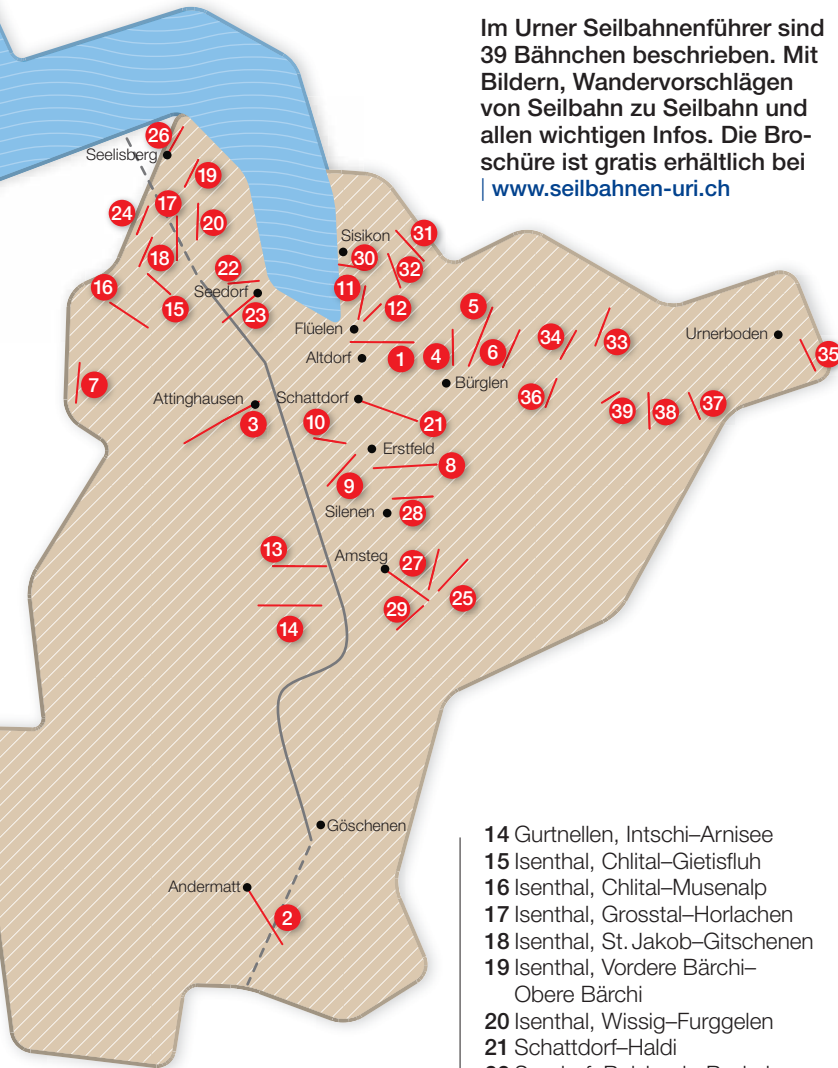 Im Urner Seilbahnenführer sind
39 Bähnchen beschrieben. Mit
Bildern, Wandervorschlägen
von Seilbahn zu Seilbahn und
allen wichtigen Infos. Die Bro-
schüre ist gratis erhältlich bei
| www.seilbahnen-uri.ch
26
Seelisberg
19
24
17
20
18
16
15
22
Seedorf
23
Sisikon
31
30
32
11
12
Flüelen
5
34
33
Urnerboden
35
Altdorf
1
4
6
Bürglen
7
Attinghausen
3
Schattdorf
21
36
39
38
37
10
Erstfeld
8
9
Silenen
28
13
Amsteg
27
25
29
14
Göschenen
Andermatt
2
14 Gurtnellen, Intschi–Arnisee
15 Isenthal, Chlital–Gietisfluh
16 Isenthal, Chlital–Musenalp
17 Isenthal, Grosstal–Horlachen
18 Isenthal, St. Jakob–Gitschenen
19 Isenthal, Vordere Bärchi–
Obere Bärchi
20 Isenthal, Wissig–Furggelen
21 Schattdorf–Haldi